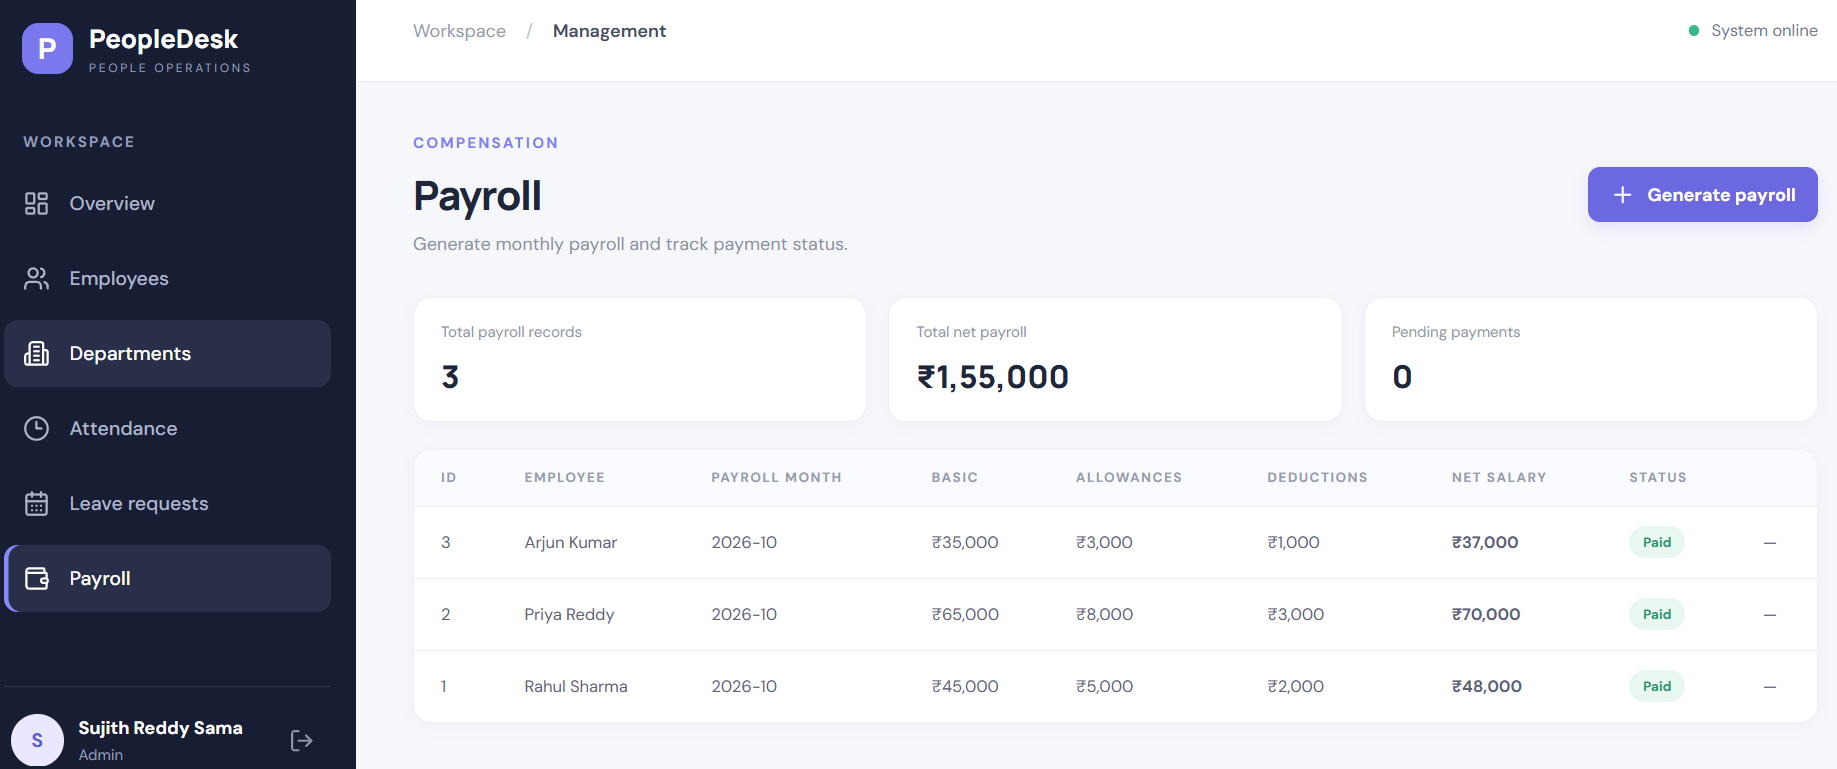 P
PeopleDesk
PEOPLE OPERATIONS
WORKSPACE
Overview
Employees
Departments
Attendance
Leave requests
Payroll
S
Sujith Reddy Sama
Admin
Workspace / Management
System online
COMPENSATION
Payroll
Generate monthly payroll and track payment status.
+ Generate payroll
Total payroll records
3
Total net payroll
₹1,55,000
Pending payments
0
ID EMPLOYEE PAYROLL MONTH BASIC ALLOWANCES DEDUCTIONS NET SALARY STATUS
3 Arjun Kumar 2026-10 ₹35,000 ₹3,000 ₹1,000 ₹37,000 Paid —
2 Priya Reddy 2026-10 ₹65,000 ₹8,000 ₹3,000 ₹70,000 Paid —
1 Rahul Sharma 2026-10 ₹45,000 ₹5,000 ₹2,000 ₹48,000 Paid —